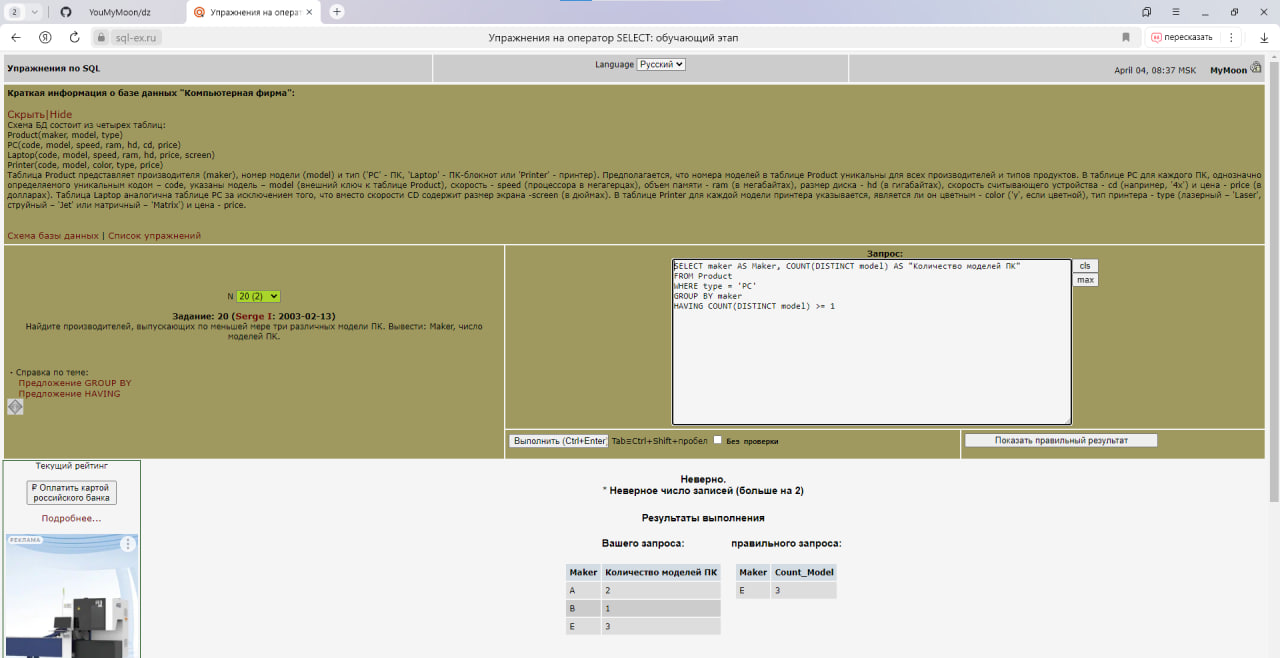 2
YouMyMoon/dz
Упражнения на операт
sql-ex.ru
Упражнения на оператор SELECT: обучающий этап
пересказать
Упражнения по SQL
Language Русский
April 04, 08:37 MSK MyMoon
Краткая информация о базе данных "Компьютерная фирма":
Скрыть|Hide
Схема БД состоит из четырех таблиц:
Product(maker, model, type)
PC(code, model, speed, ram, hd, cd, price)
Laptop(code, model, speed, ram, hd, price, screen)
Printer(code, model, color, type, price)
Таблица Product представляет производителя (maker), номер модели (model) и тип ('PC' - ПК, 'Laptop' - ПК-блокнот или 'Printer' - принтер). Предполагается, что номера моделей в таблице Product уникальны для всех производителей и типов продуктов. В таблице PC для каждого ПК, однозначно
определяемого уникальным кодом – code, указаны модель – model (внешний ключ к таблице Product), скорость - speed (процессора в мегагерцах), объем памяти - ram (в мегабайтах), размер диска - hd (в гигабайтах), скорость считывающего устройства - cd (например, '4x') и цена - price (в
долларах). Таблица Laptop аналогична таблице PC за исключением того, что вместо скорости CD содержит размер экрана -screen (в дюймах). В таблице Printer для каждой модели принтера указывается, является ли он цветным - color ('y', если цветной), тип принтера - type (лазерный – 'Laser',
струйный – 'Jet' или матричный – 'Matrix') и цена - price.
Схема базы данных | Список упражнений
N 20 (2)
Задание: 20 (Serge I: 2003-02-13)
Найдите производителей, выпускающих по меньшей мере три различных модели ПК. Вывести: Maker, число
моделей ПК.
- Справка по теме:
Предложение GROUP BY
Предложение HAVING
Запрос:
SELECT maker AS Maker, COUNT(DISTINCT model) AS "Количество моделей ПК"
FROM Product
WHERE type = 'PC'
GROUP BY maker
HAVING COUNT(DISTINCT model) >= 1
cls
max
Выполнить (Ctrl+Enter) Tab≡Ctrl+Shift+пробел Без проверки
Показать правильный результат
Текущий рейтинг
₽ Оплатить картой
российского банка
Подробнее...
РЕКЛАМА
Неверно.
* Неверное число записей (больше на 2)
Результаты выполнения
Вашего запроса: правильного запроса:
Maker Количество моделей ПК Maker Count_Model
A 2 E 3
B 1
E 3